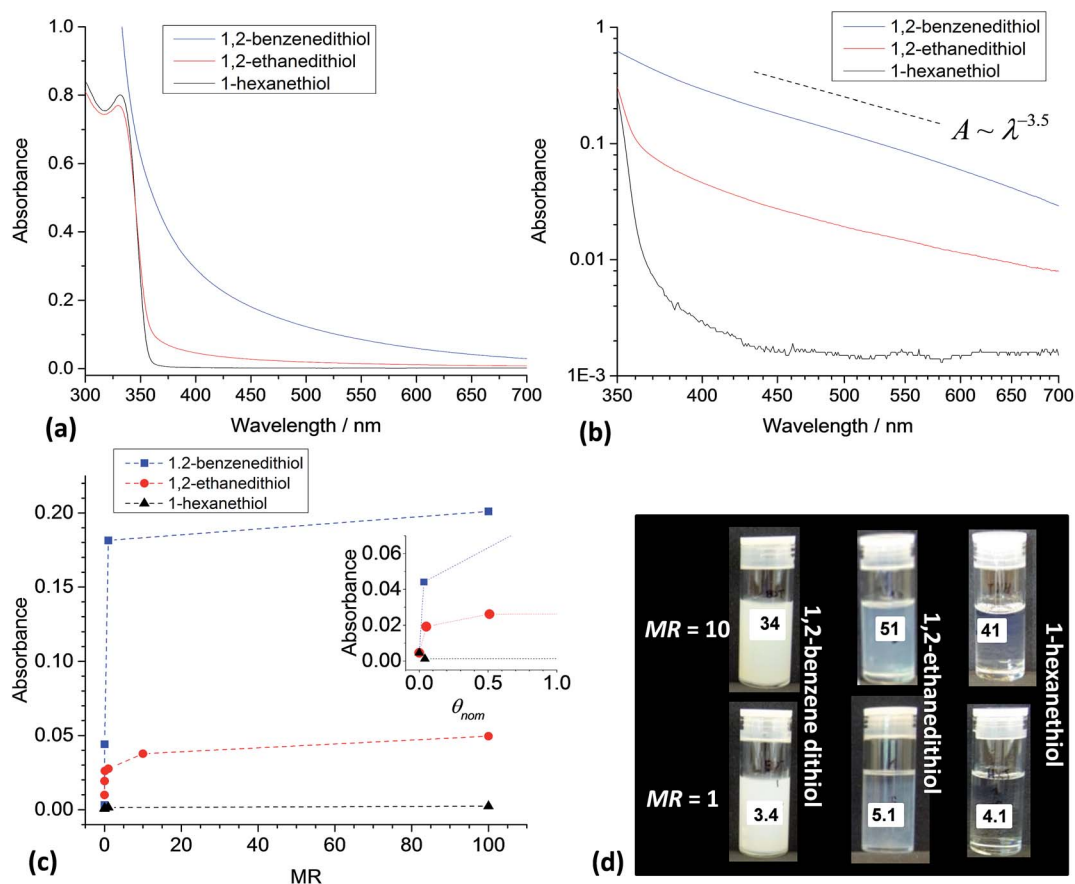 1,2-benzenedithiol
1,2-ethanedithiol
1-hexanethiol
1.0
0.8
0.6
0.4
0.2
0.0
Absorbance
300 350 400 450 500 550 600 650 700
Wavelength / nm
(a)
1,2-benzenedithiol
1,2-ethanedithiol
1-hexanethiol
A ~ λ⁻³·⁵
1
0.1
0.01
1E-3
Absorbance
350 400 450 500 550 600 650 700
Wavelength / nm
(b)
1.2-benzenedithiol
1,2-ethanedithiol
1-hexanethiol
0.20
0.15
0.10
0.05
0.00
Absorbance
0 20 40 60 80 100
MR
0.06
0.04
0.02
0.00
Absorbance
0.0 0.5 1.0
θnom
(c)
MR = 10
34
51
41
MR = 1
3.4
5.1
4.1
1,2-benzene dithiol
1,2-ethanedithiol
1-hexanethiol
(d)